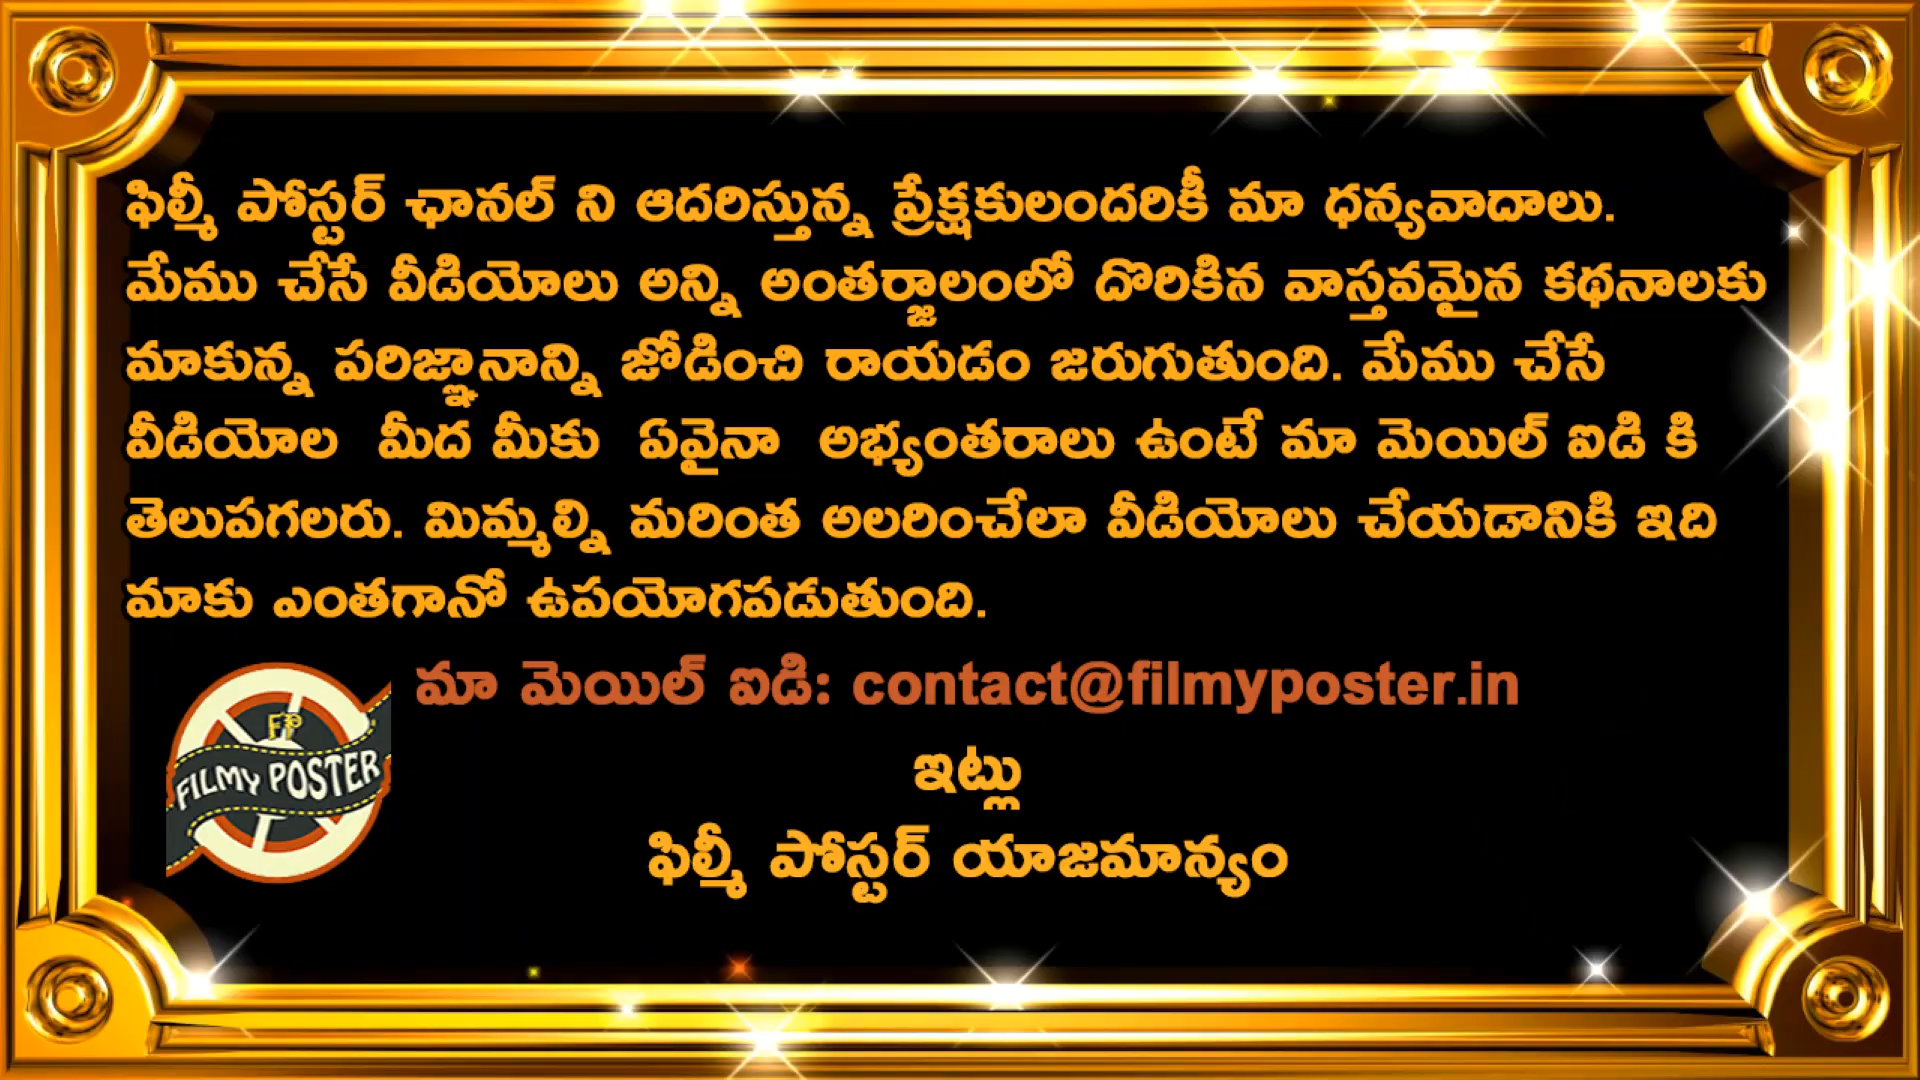 ఫిల్మీ పోస్టర్ ఛానల్ ని ఆదరిస్తున్న ప్రేక్షకులందరికీ మా ధన్యవాదాలు.
మేము చేసే వీడియోలు అన్ని అంతర్జాలంలో దొరికిన వాస్తవమైన కథనాలకు
మాకున్న పరిజ్ఞానాన్ని జోడించి రాయడం జరుగుతుంది. మేము చేసే
వీడియోల మీద మీకు ఏవైనా అభ్యంతరాలు ఉంటే మా మెయిల్ ఐడి కి
తెలుపగలరు. మిమ్మల్ని మరింత అలరించేలా వీడియోలు చేయడానికి ఇది
మాకు ఎంతగానో ఉపయోగపడుతుంది.
మా మెయిల్ ఐడి: contact@filmyposter.in
FP
FILMY POSTER
ఇట్లు
ఫిల్మీ పోస్టర్ యాజమాన్యం